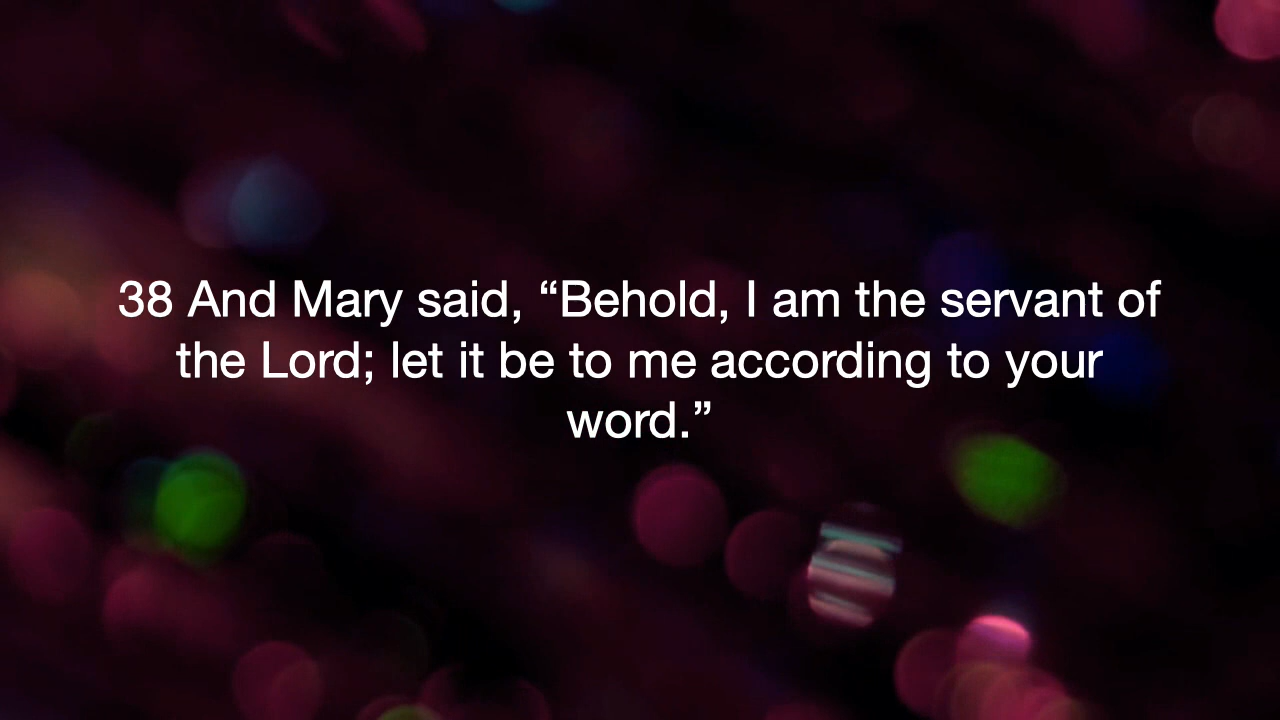 38 And Mary said, “Behold, I am the servant of
the Lord; let it be to me according to your
word.”